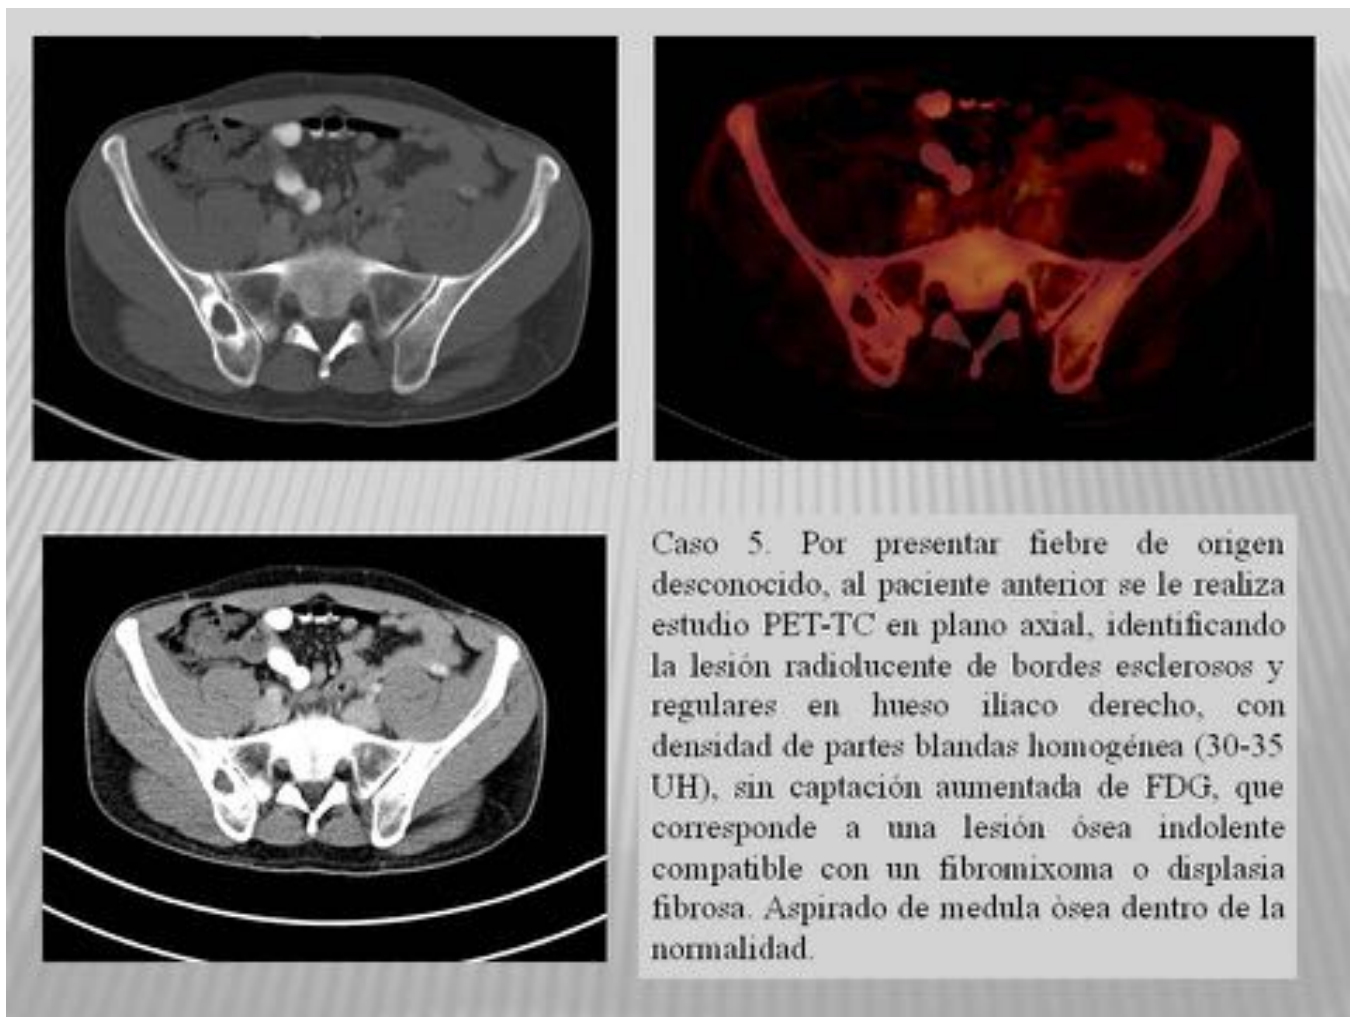 Caso 5. Por presentar fiebre de origen
desconocido, al paciente anterior se le realiza
estudio PET-TC en plano axial, identificando
la lesión radiolucente de bordes esclerosos y
regulares en hueso iliaco derecho, con
densidad de partes blandas homogénea (30-35
UH), sin captación aumentada de FDG, que
corresponde a una lesión ósea indolente
compatible con un fibromixoma o displasia
fibrosa. Aspirado de medula òsea dentro de la
normalidad.